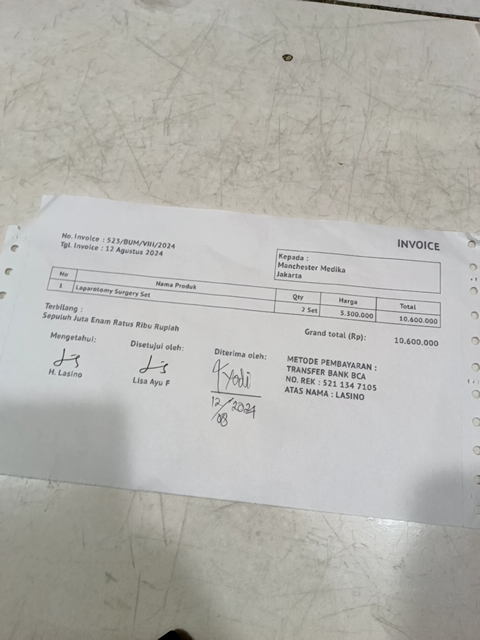 INVOICE
No. Invoice : 523/BUM/VIII/2024
Tgl. Invoice : 12 Agustus 2024
Kepada :
Manchester Medika
Jakarta
No Nama Produk Qty Harga Total
1 Laparotomy Surgery Set 2 Set 5.300.000 10.600.000
Grand total (Rp): 10.600.000
Terbilang :
Sepuluh Juta Enam Ratus Ribu Rupiah
Mengetahui: Disetujui oleh: Diterima oleh:
H. Lasino Lisa Ayu F
Yodi
12/08 2024
METODE PEMBAYARAN :
TRANSFER BANK BCA
NO. REK : 521 134 7105
ATAS NAMA : LASINO